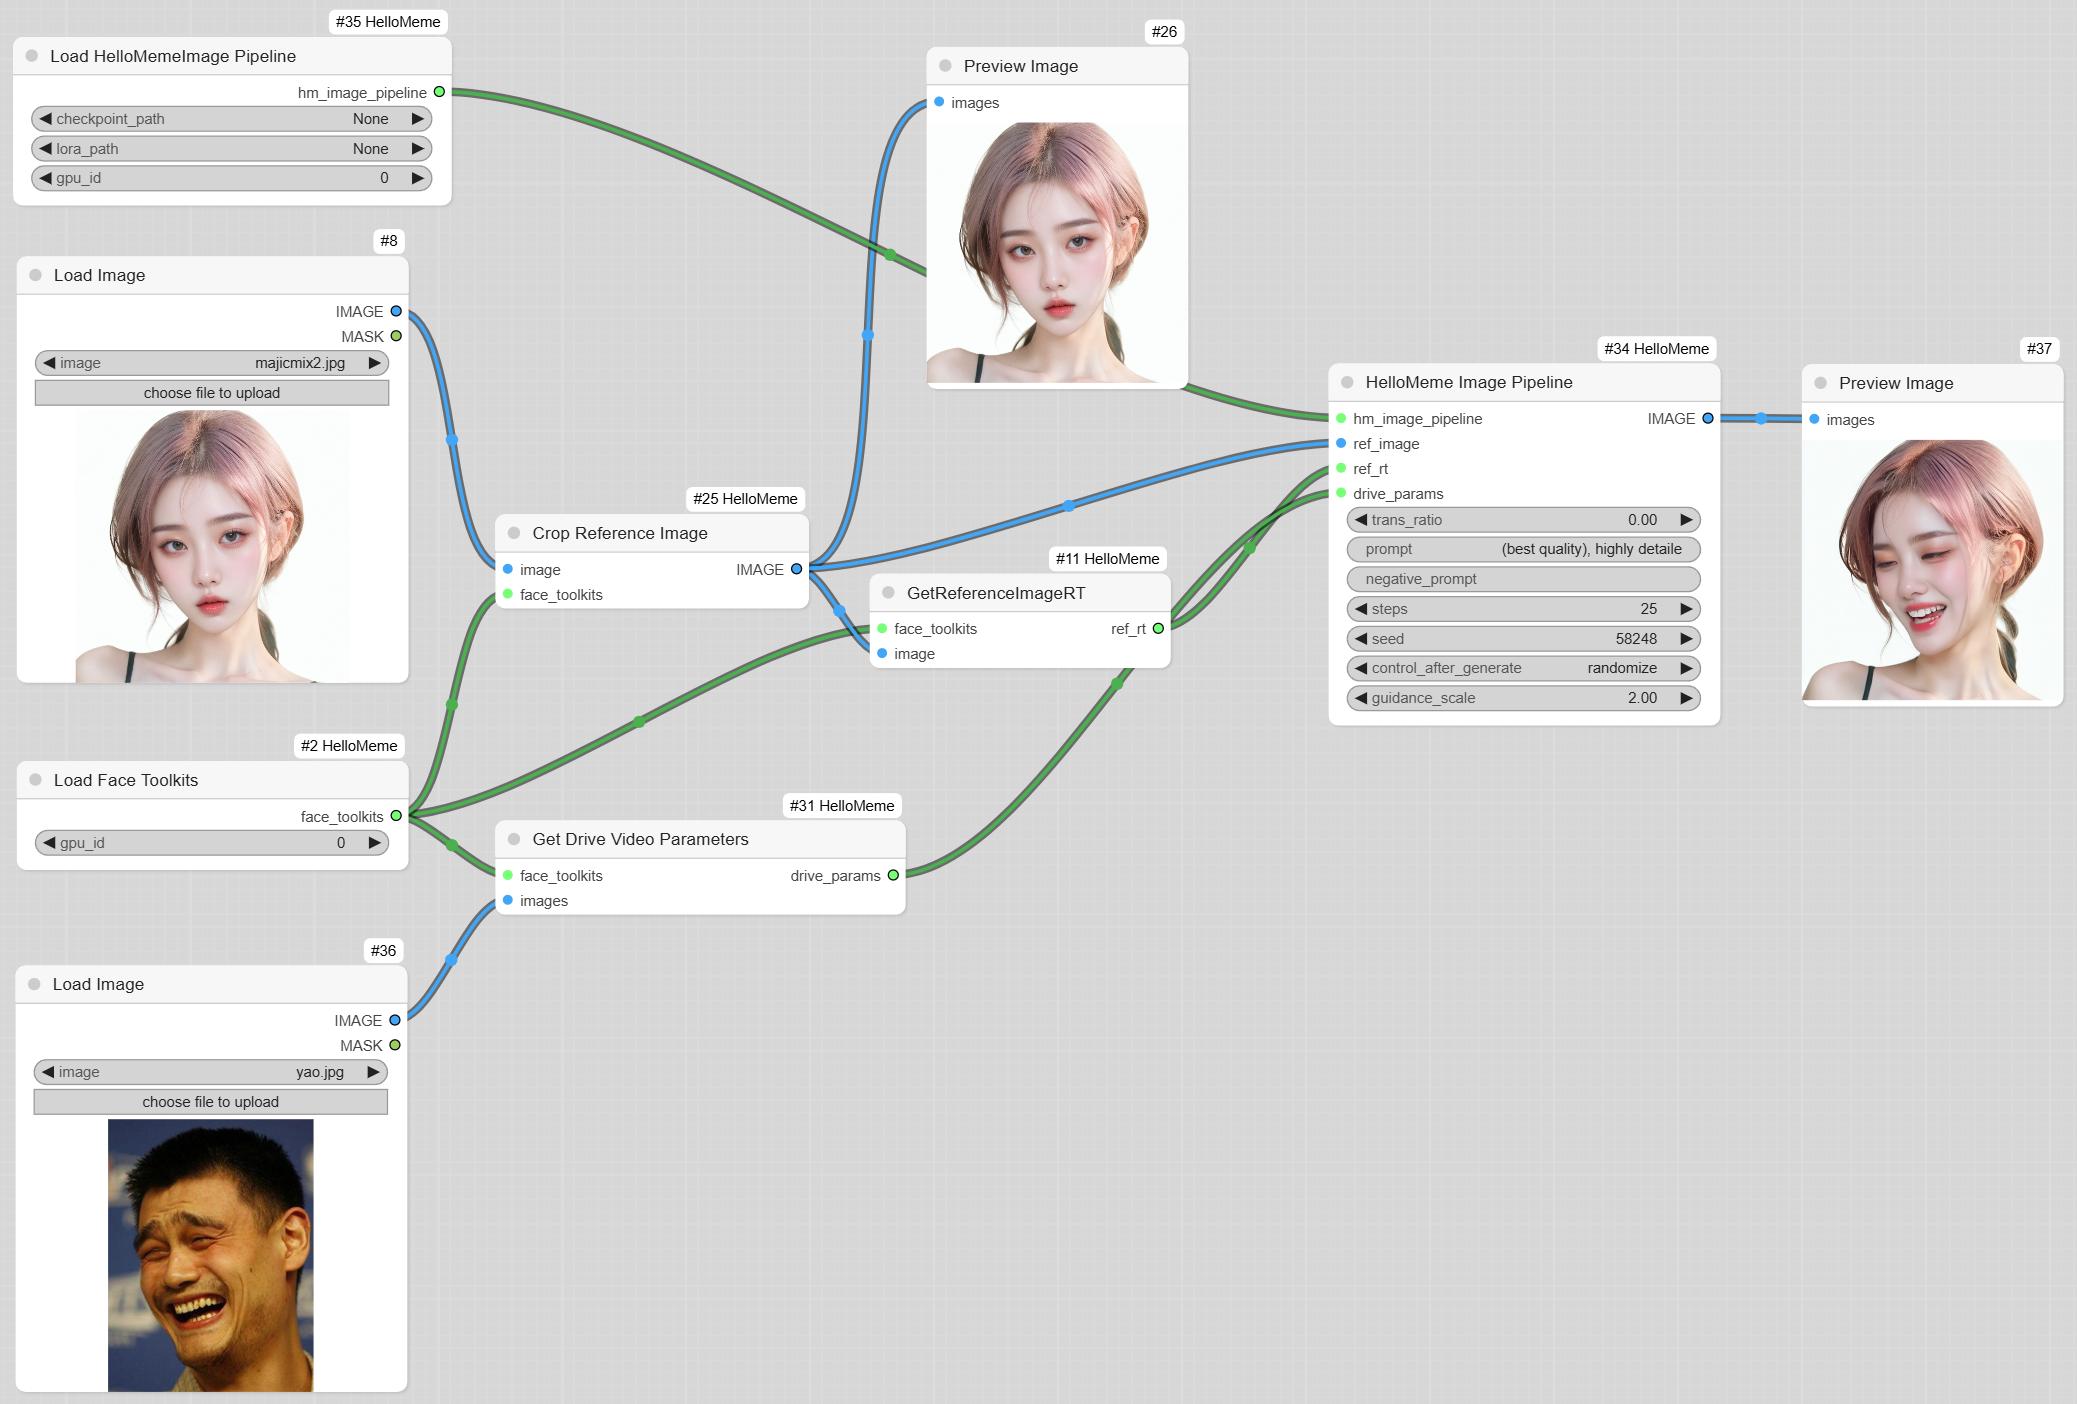 #35 HelloMeme
Load HelloMemeImage Pipeline
hm_image_pipeline
checkpoint_path None
lora_path None
gpu_id 0
#8
Load Image
IMAGE
MASK
image majicmix2.jpg
choose file to upload
#2 HelloMeme
Load Face Toolkits
face_toolkits
gpu_id 0
#36
Load Image
IMAGE
MASK
image yao.jpg
choose file to upload
#25 HelloMeme
Crop Reference Image
image IMAGE
face_toolkits
#31 HelloMeme
Get Drive Video Parameters
face_toolkits drive_params
images
#26
Preview Image
images
#11 HelloMeme
GetReferenceImageRT
face_toolkits ref_rt
image
#34 HelloMeme
HelloMeme Image Pipeline
hm_image_pipeline IMAGE
ref_image
ref_rt
drive_params
trans_ratio 0.00
prompt (best quality), highly detaile
negative_prompt
steps 25
seed 58248
control_after_generate randomize
guidance_scale 2.00
#37
Preview Image
images